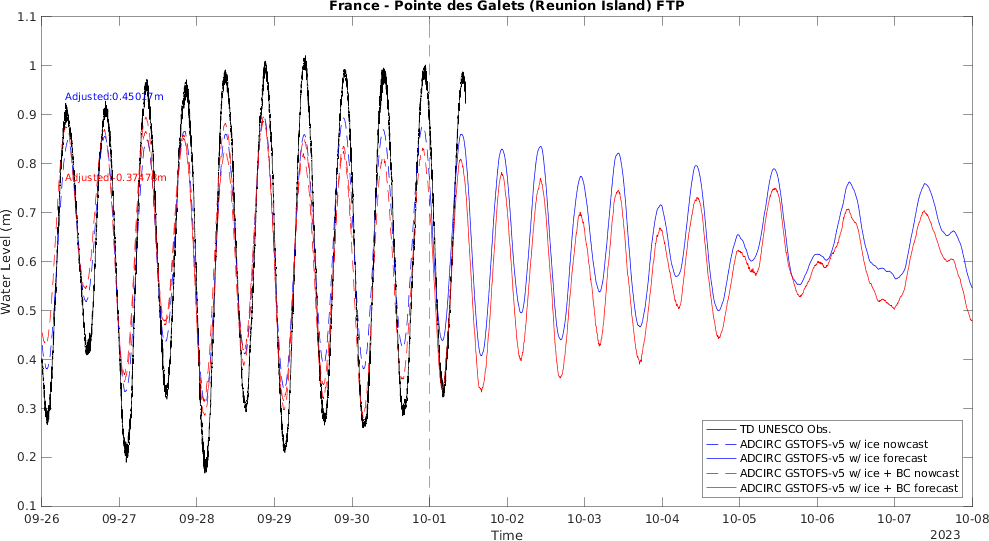 France - Pointe des Galets (Reunion Island) FTP
1.1
1
0.9
0.8
0.7
0.6
0.5
0.4
0.3
0.2
0.1
Water Level (m)
Adjusted:0.45017m
TD UNESCO Obs.
ADCIRC GSTOFS-v5 w/ ice nowcast
ADCIRC GSTOFS-v5 w/ ice forecast
ADCIRC GSTOFS-v5 w/ ice + BC nowcast
ADCIRC GSTOFS-v5 w/ ice + BC forecast
09-26
09-27
09-28
09-29
09-30
10-01
10-02
10-03
10-04
10-05
10-06
10-07
10-08
Time
2023